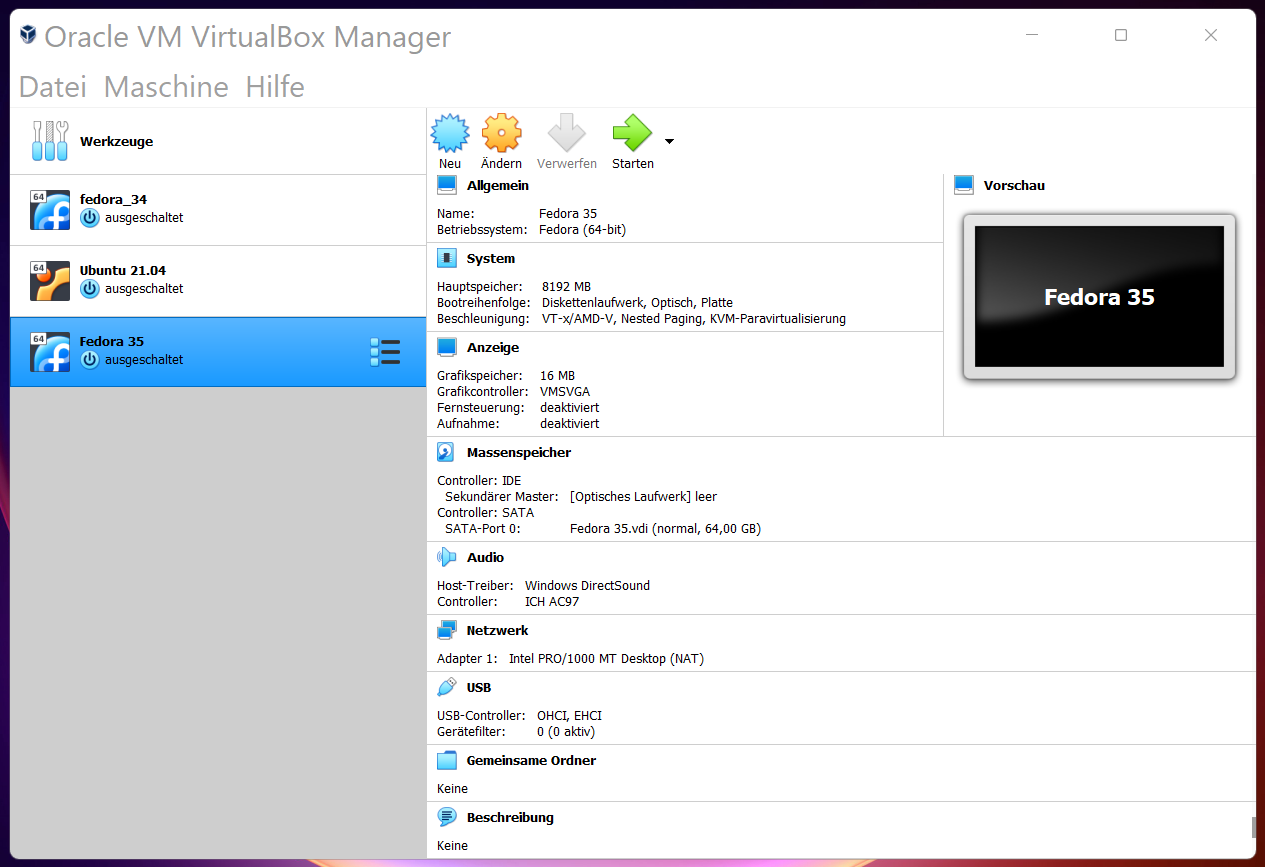 Oracle VM VirtualBox Manager
Datei Maschine Hilfe
Werkzeuge
64
fedora_34
ausgeschaltet
64
Ubuntu 21.04
ausgeschaltet
64
Fedora 35
ausgeschaltet
Neu Ändern Verwerfen Starten
Allgemein
Name: Fedora 35
Betriebssystem: Fedora (64-bit)
System
Hauptspeicher: 8192 MB
Bootreihenfolge: Diskettenlaufwerk, Optisch, Platte
Beschleunigung: VT-x/AMD-V, Nested Paging, KVM-Paravirtualisierung
Anzeige
Grafikspeicher: 16 MB
Grafikcontroller: VMSVGA
Fernsteuerung: deaktiviert
Aufnahme: deaktiviert
Vorschau
Fedora 35
Massenspeicher
Controller: IDE
Sekundärer Master: [Optisches Laufwerk] leer
Controller: SATA
SATA-Port 0: Fedora 35.vdi (normal, 64,00 GB)
Audio
Host-Treiber: Windows DirectSound
Controller: ICH AC97
Netzwerk
Adapter 1: Intel PRO/1000 MT Desktop (NAT)
USB
USB-Controller: OHCI, EHCI
Gerätefilter: 0 (0 aktiv)
Gemeinsame Ordner
Keine
Beschreibung
Keine